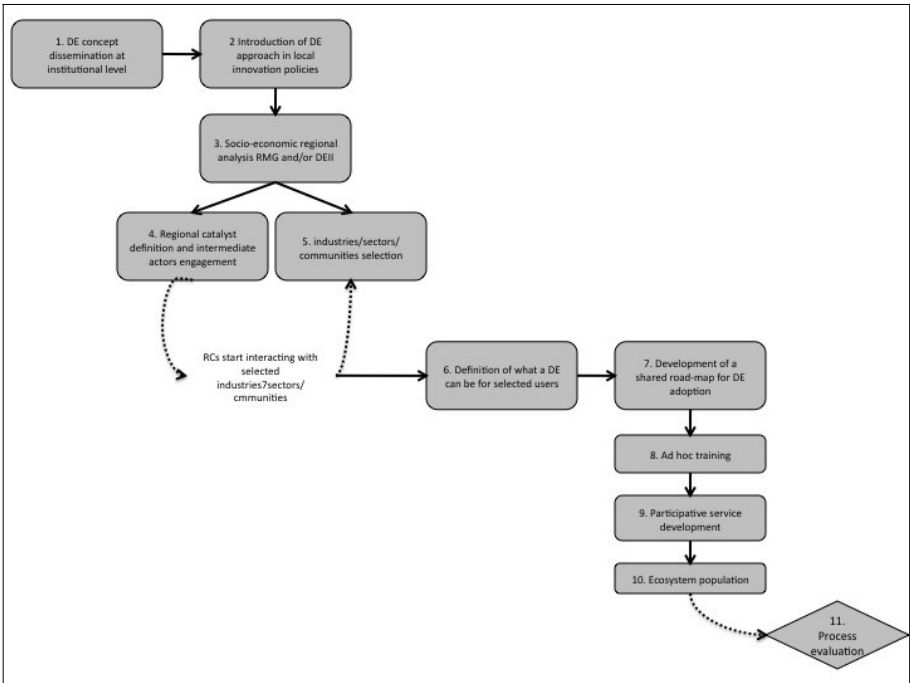 1. DE concept
dissemination at
institutional level
2 Introduction of DE
approach in local
innovation policies
3. Socio-economic regional
analysis RMG and/or DEII
4. Regional catalyst
definition and intermediate
actors engagement
5. industries/sectors/
communities selection
RCs start interacting with
selected
industries7sectors/
cmmunities
6. Definition of what a DE
can be for selected users
7. Development of a
shared road-map for DE
adoption
8. Ad hoc training
9. Participative service
development
10. Ecosystem population
11.
Process
evaluation